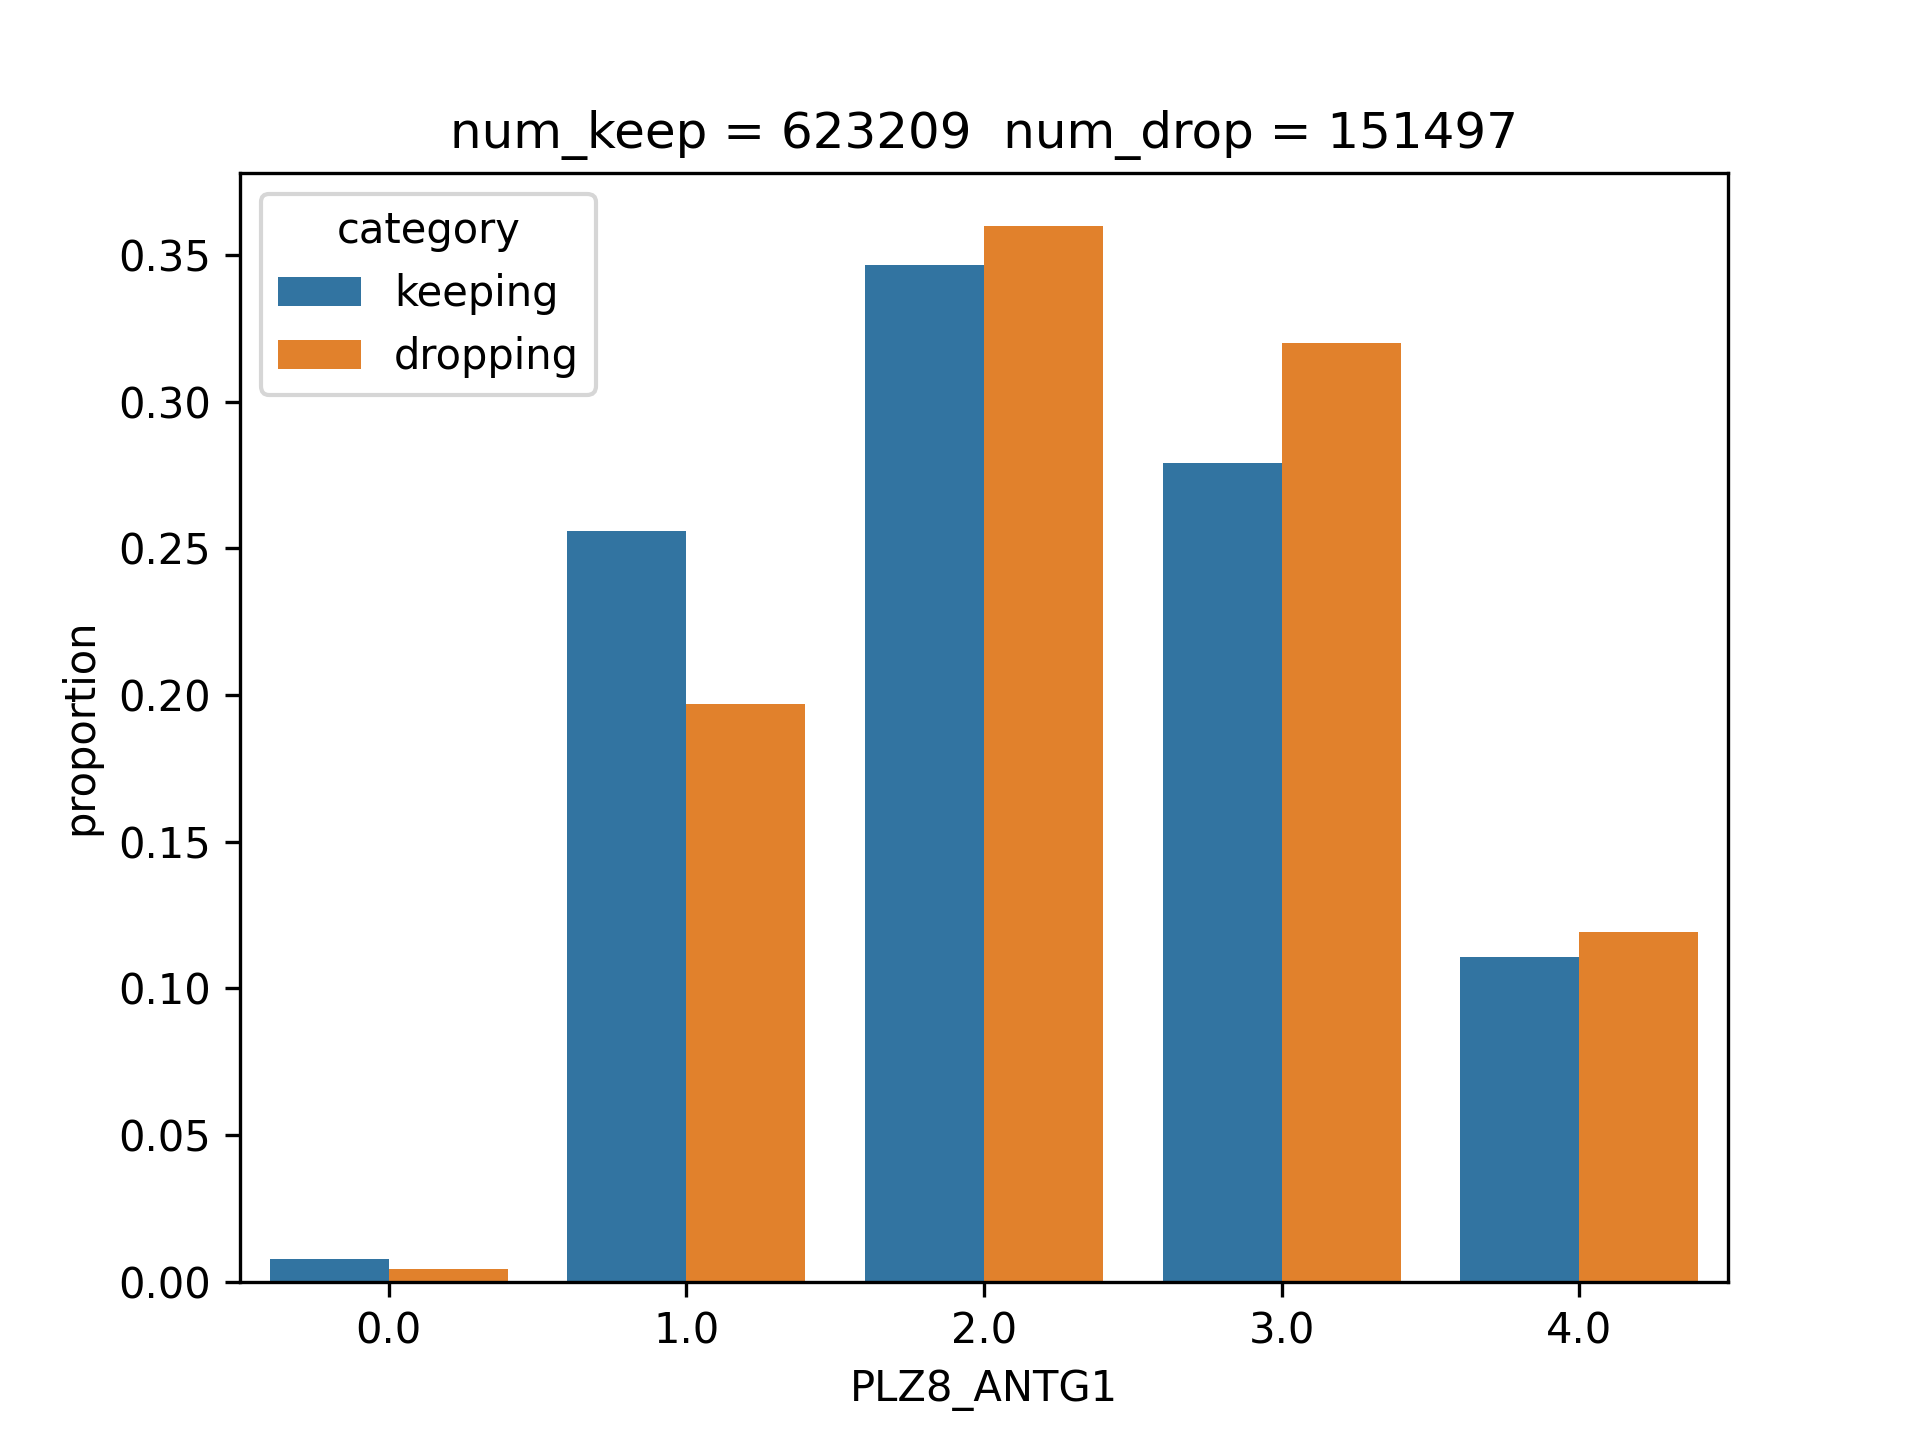 num_keep = 623209  num_drop = 151497
category
keeping
dropping
0.35
0.30
0.25
0.20
0.15
0.10
0.05
0.00
proportion
0.0 1.0 2.0 3.0 4.0
PLZ8_ANTG1